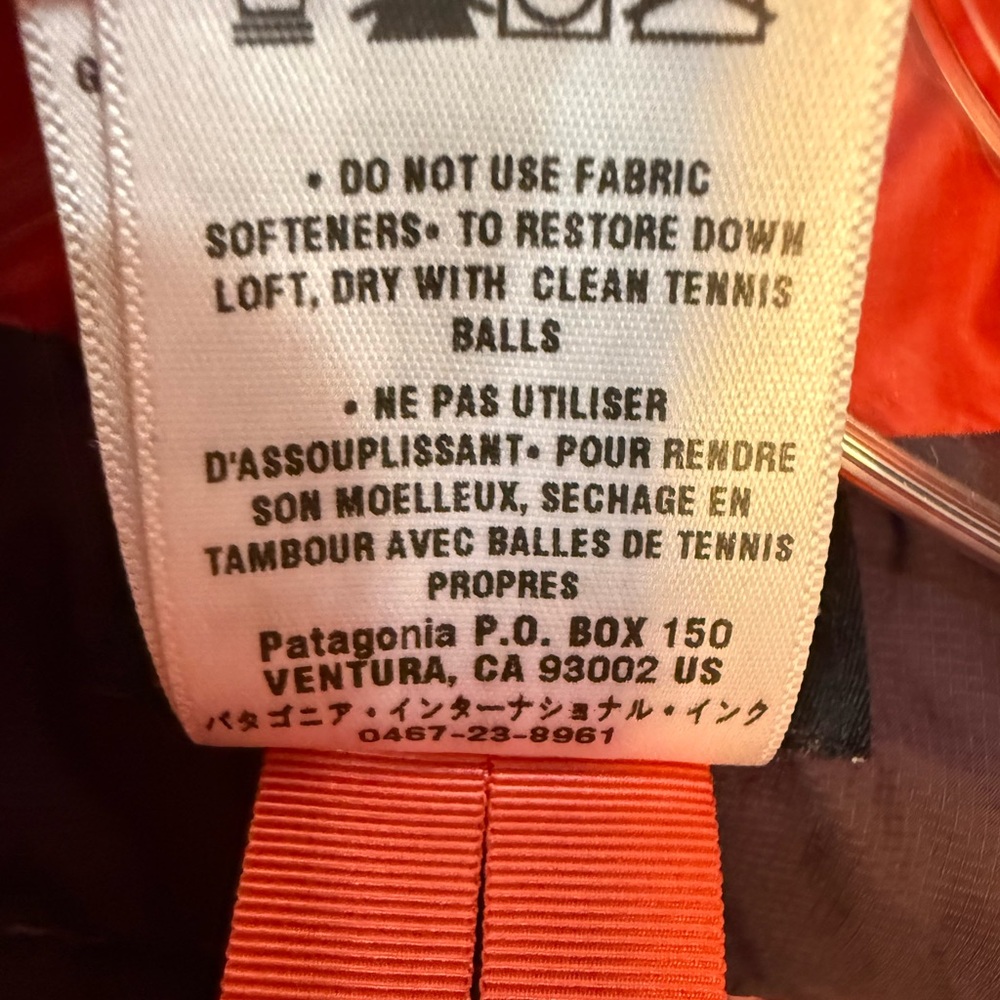 • DO NOT USE FABRIC
SOFTENERS• TO RESTORE DOWN
LOFT, DRY WITH CLEAN TENNIS
BALLS
• NE PAS UTILISER
D'ASSOUPLISSANT• POUR RENDRE
SON MOELLEUX, SECHAGE EN
TAMBOUR AVEC BALLES DE TENNIS
PROPRES
Patagonia P.O. BOX 150
VENTURA, CA 93002 US
パタゴニア・インターナショナル・インク
0467-23-8961